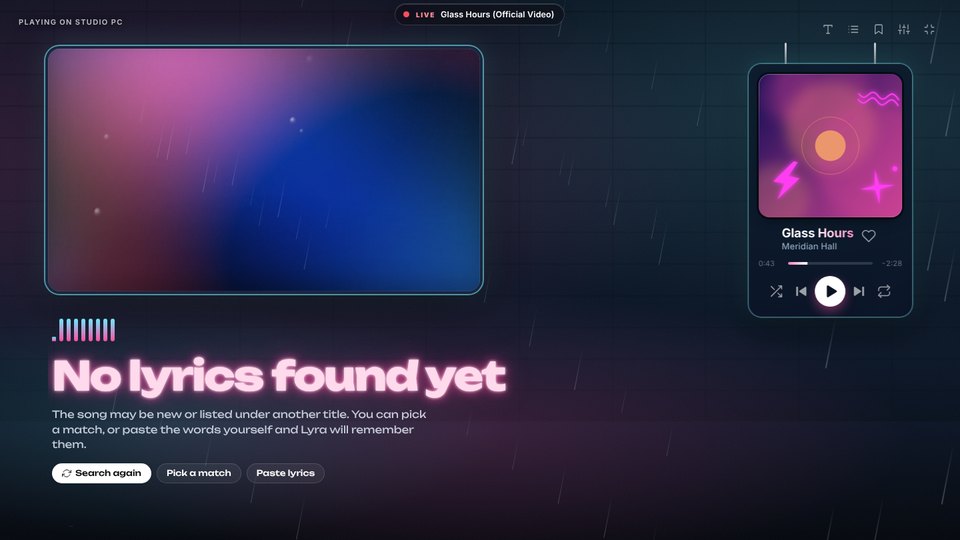 PLAYING ON STUDIO PC
LIVE Glass Hours (Official Video)
Glass Hours
Meridian Hall
0:43
-2:28
No lyrics found yet
The song may be new or listed under another title. You can pick
a match, or paste the words yourself and Lyra will remember
them.
Search again
Pick a match
Paste lyrics